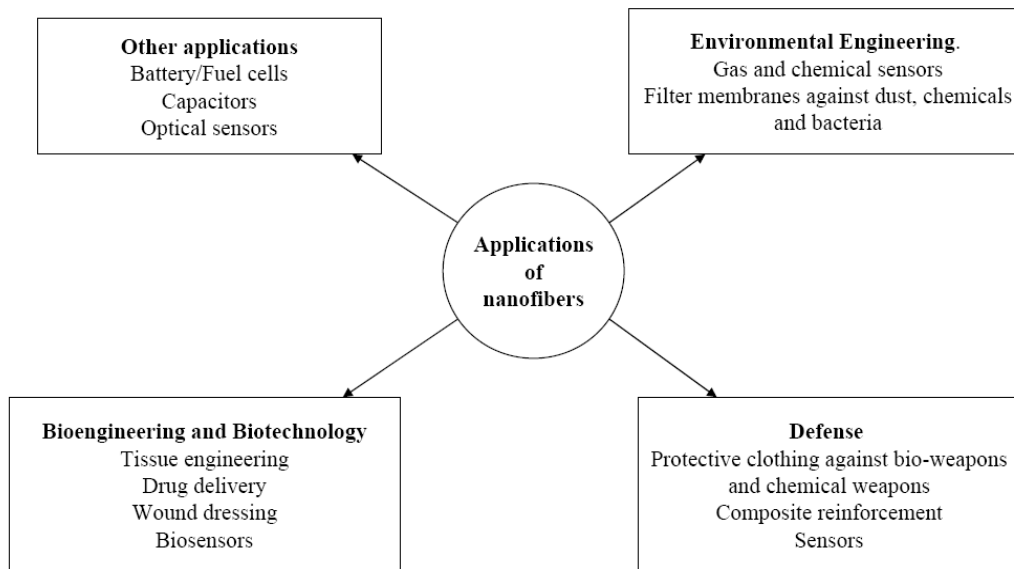 Other applications
Battery/Fuel cells
Capacitors
Optical sensors
Environmental Engineering.
Gas and chemical sensors
Filter membranes against dust, chemicals
and bacteria
Applications
of
nanofibers
Bioengineering and Biotechnology
Tissue engineering
Drug delivery
Wound dressing
Biosensors
Defense
Protective clothing against bio-weapons
and chemical weapons
Composite reinforcement
Sensors